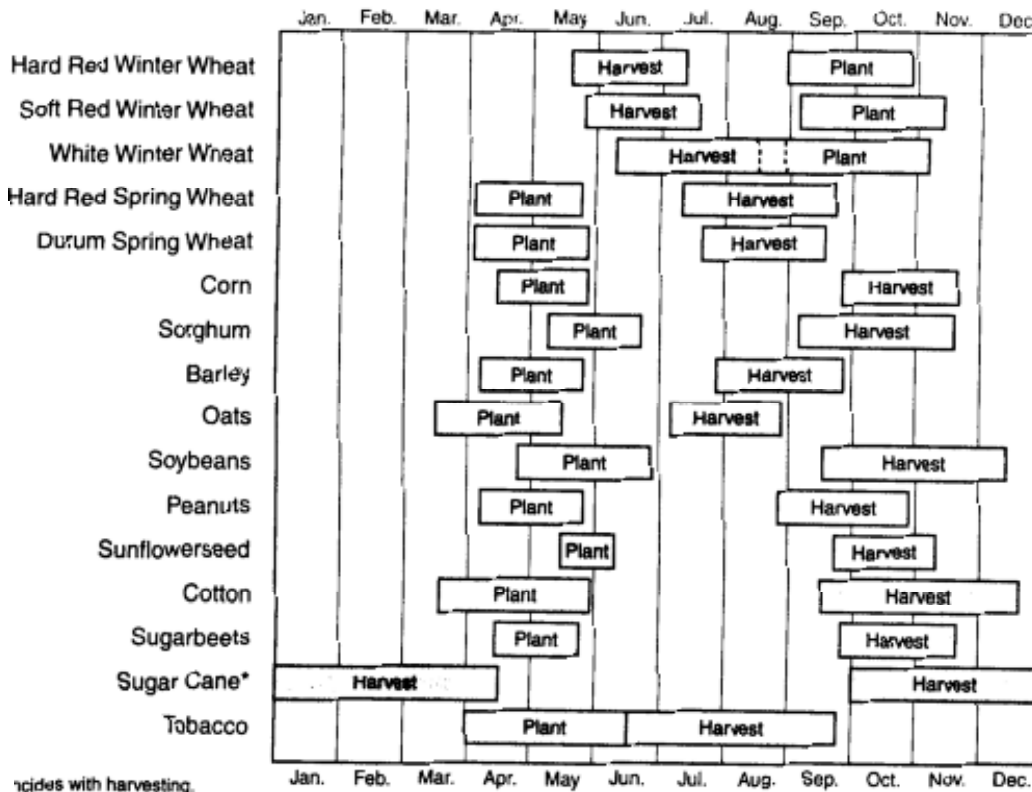 Jan. Feb. Mar. Apr. May Jun. Jul. Aug. Sep. Oct. Nov. Dec.
Hard Red Winter Wheat Harvest Plant
Soft Red Winter Wheat Harvest Plant
White Winter Wheat Harvest Plant
Hard Red Spring Wheat Plant Harvest
Durum Spring Wheat Plant Harvest
Corn Plant Harvest
Sorghum Plant Harvest
Barley Plant Harvest
Oats Plant Harvest
Soybeans Plant Harvest
Peanuts Plant Harvest
Sunflowerseed Plant Harvest
Cotton Plant Harvest
Sugarbeets Plant Harvest
Sugar Cane* Harvest Harvest
Tobacco Plant Harvest
Jan. Feb. Mar. Apr. May Jun. Jul. Aug. Sep. Oct. Nov. Dec.
ncides with harvesting.